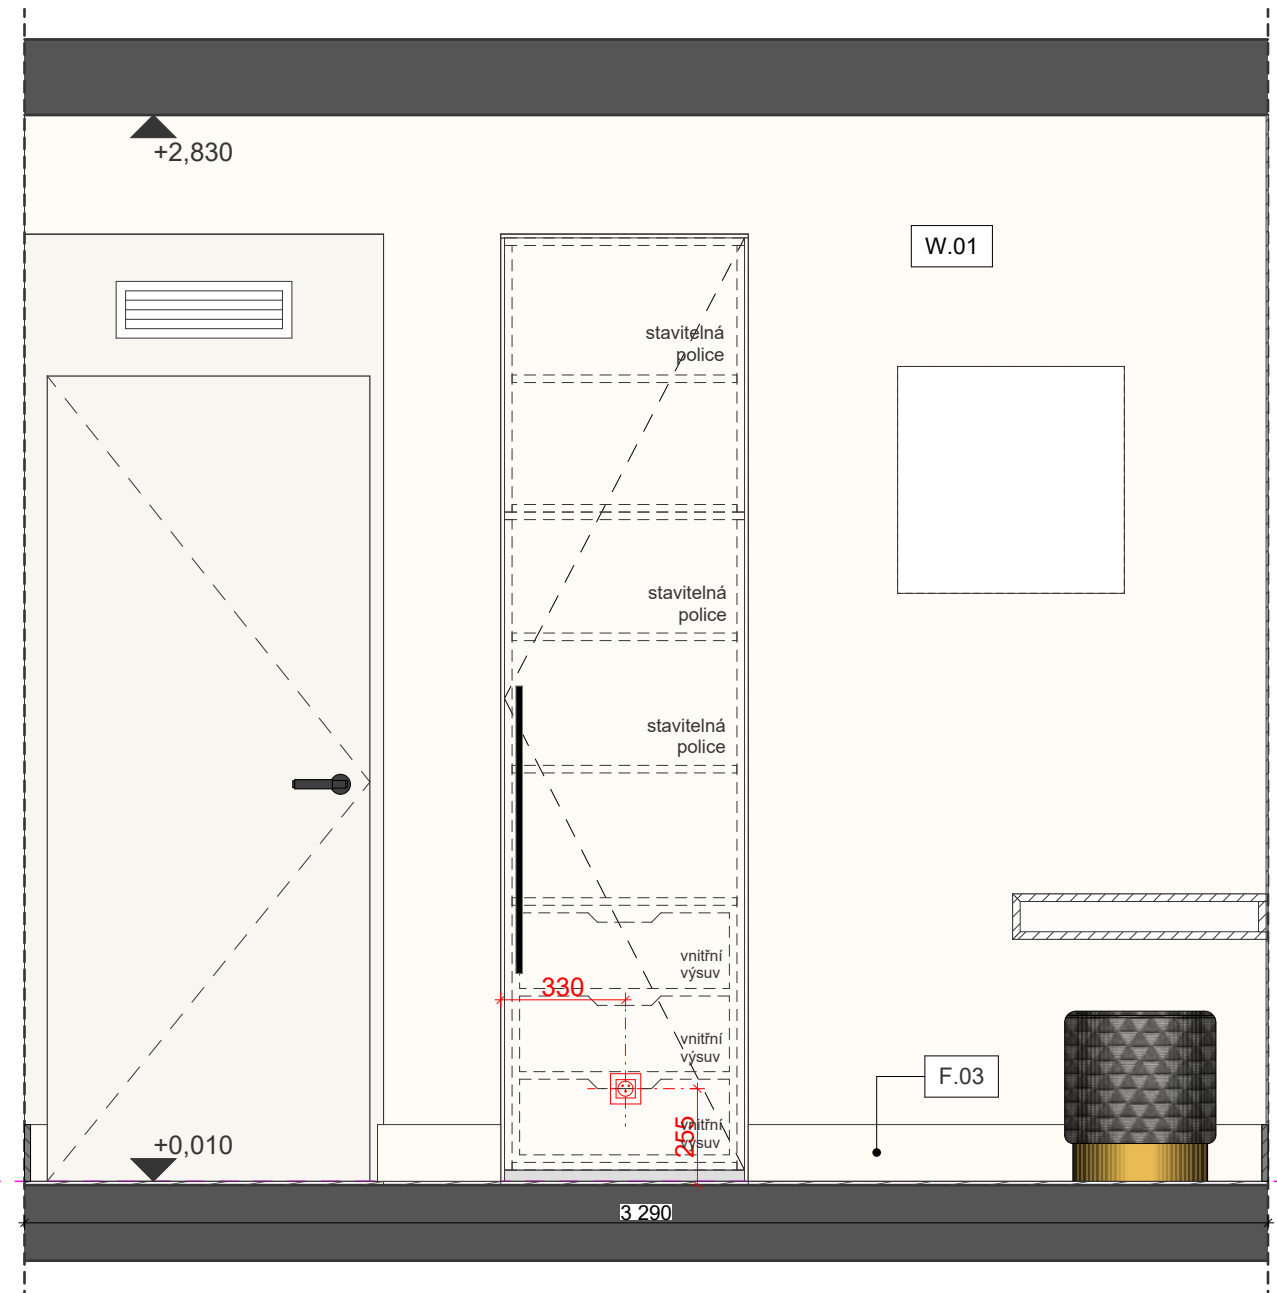 +2,830
W.01
stavitelná
police
stavitelná
police
stavitelná
police
vnitřní
výsuv
330
vnitřní
výsuv
F.03
255
vnitřní
výsuv
+0,010
3 290